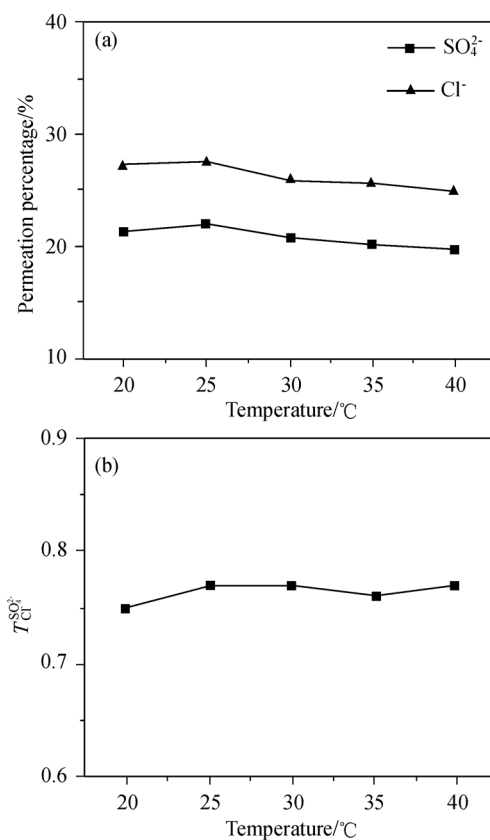 (a)
SO₄²⁻
Cl⁻
40
30
20
10
Permeation percentage/%
20 25 30 35 40
Temperature/℃
(b)
0.9
0.8
0.7
0.6
T_Cl^SO₄²⁻
20 25 30 35 40
Temperature/℃